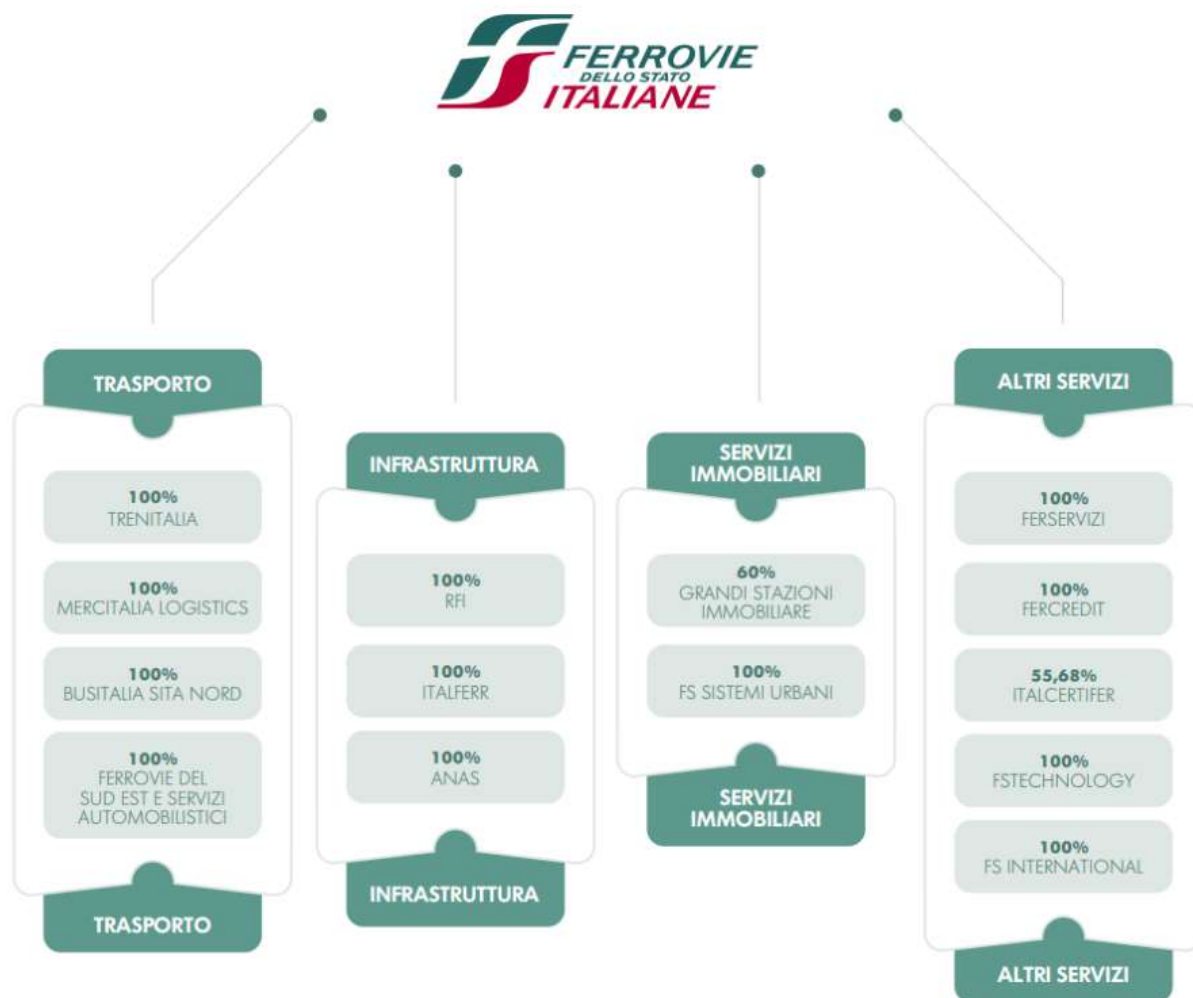 FERROVIE
DELLO STATO
ITALIANE
TRASPORTO
100%
TRENITALIA
100%
MERCITALIA LOGISTICS
100%
BUSITALIA SITA NORD
100%
FERROVIE DEL
SUD EST E SERVIZI
AUTOMOBILISTICI
TRASPORTO
INFRASTRUTTURA
100%
RFI
100%
ITALFERR
100%
ANAS
INFRASTRUTTURA
SERVIZI
IMMOBILIARI
60%
GRANDI STAZIONI
IMMOBILIARE
100%
FS SISTEMI URBANI
SERVIZI
IMMOBILIARI
ALTRI SERVIZI
100%
FERSERVIZI
100%
FERCREDIT
55,68%
ITALCERTIFER
100%
FSTECHNOLOGY
100%
FS INTERNATIONAL
ALTRI SERVIZI